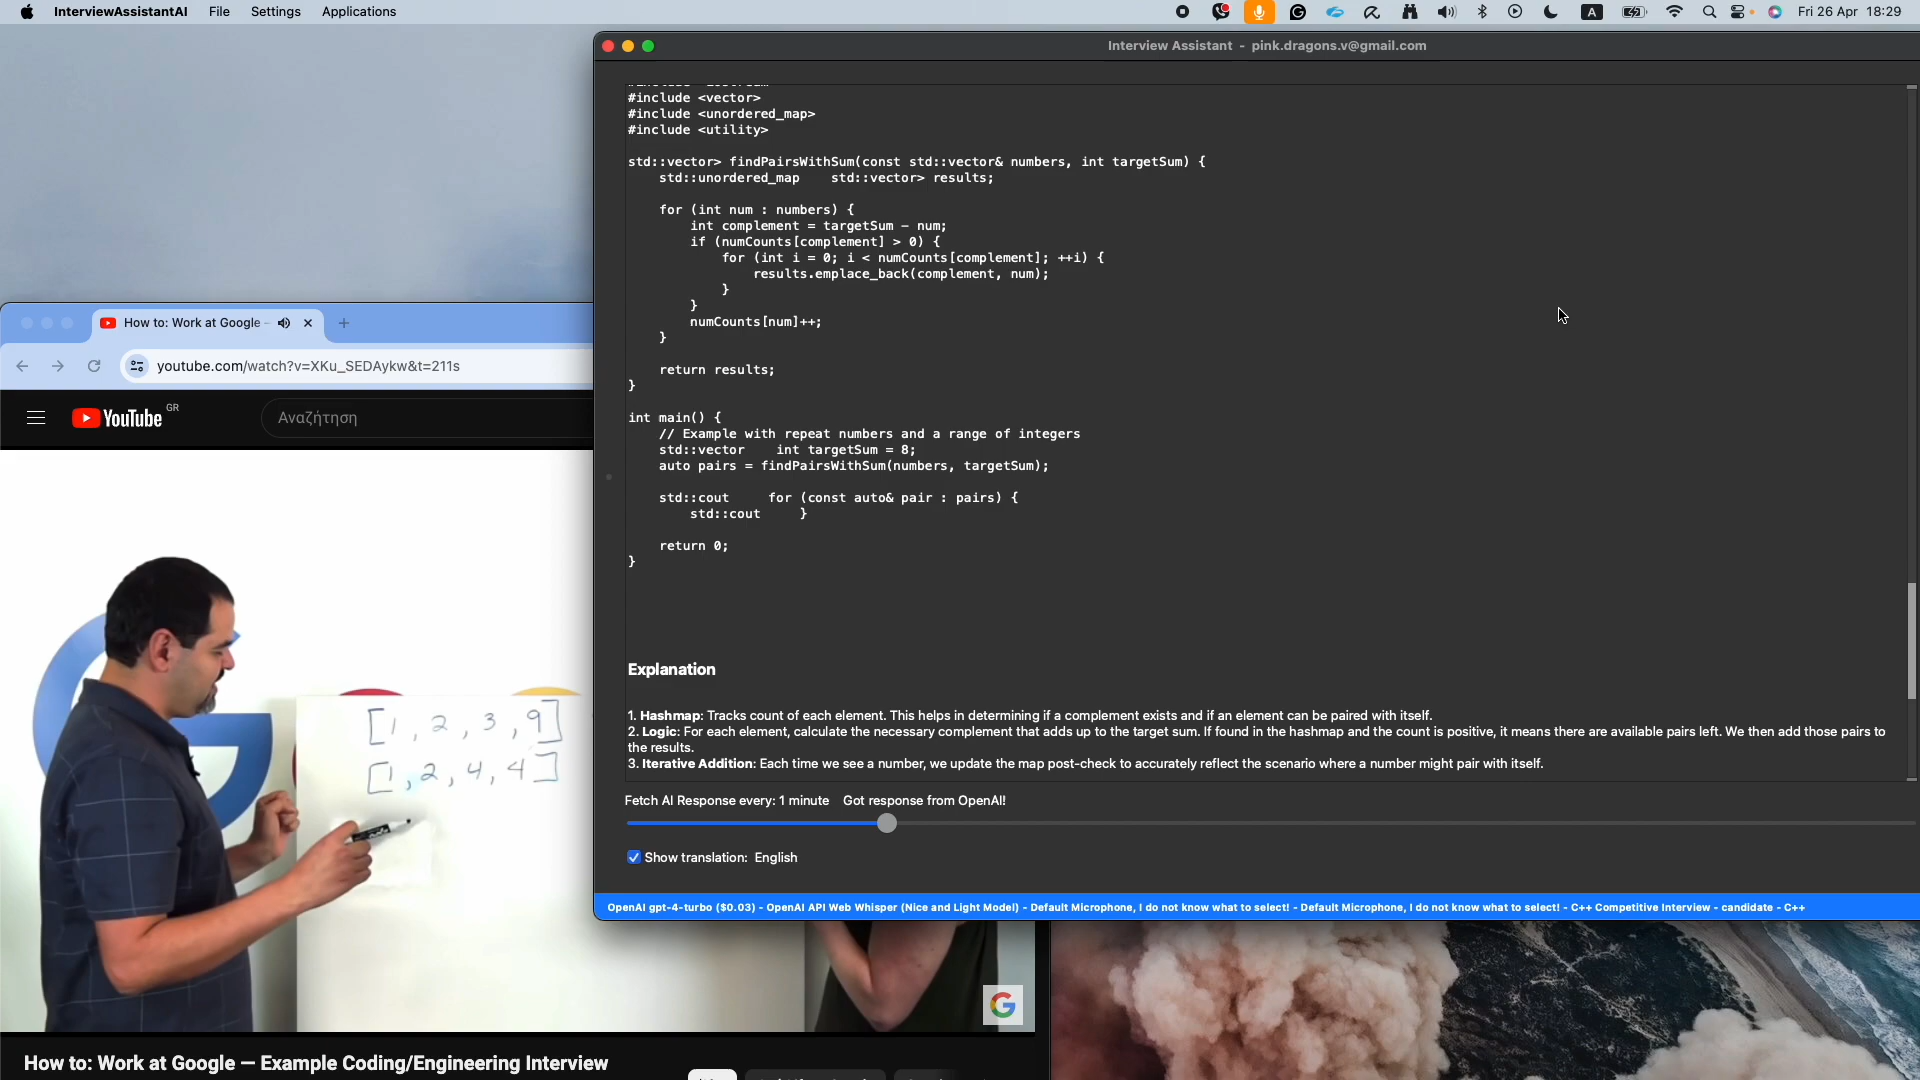 InterviewAssistantAI File Settings Applications
A
Fri 26 Apr 18:29
Interview Assistant - pink.dragons.v@gmail.com
#include <vector>
#include <unordered_map>
#include <utility>
std::vector> findPairsWithSum(const std::vector& numbers, int targetSum) {
std::unordered_map std::vector> results;
for (int num : numbers) {
int complement = targetSum - num;
if (numCounts[complement] > 0) {
for (int i = 0; i < numCounts[complement]; ++i) {
results.emplace_back(complement, num);
}
}
numCounts[num]++;
}
return results;
}
int main() {
// Example with repeat numbers and a range of integers
std::vector int targetSum = 8;
auto pairs = findPairsWithSum(numbers, targetSum);
std::cout for (const auto& pair : pairs) {
std::cout }
return 0;
}
Explanation
1. Hashmap: Tracks count of each element. This helps in determining if a complement exists and if an element can be paired with itself.
2. Logic: For each element, calculate the necessary complement that adds up to the target sum. If found in the hashmap and the count is positive, it means there are available pairs left. We then add those pairs to
the results.
3. Iterative Addition: Each time we see a number, we update the map post-check to accurately reflect the scenario where a number might pair with itself.
Fetch AI Response every: 1 minute Got response from OpenAI!
Show translation: English
OpenAI gpt-4-turbo ($0.03) - OpenAI API Web Whisper (Nice and Light Model) - Default Microphone, I do not know what to select! - Default Microphone, I do not know what to select! - C++ Competitive Interview - candidate - C++
How to: Work at Google -
youtube.com/watch?v=XKu_SEDAykw&t=211s
YouTube GR
Αναζήτηση
[1, 2, 3, 9]
[1, 2, 4, 4]
G
How to: Work at Google — Example Coding/Engineering Interview